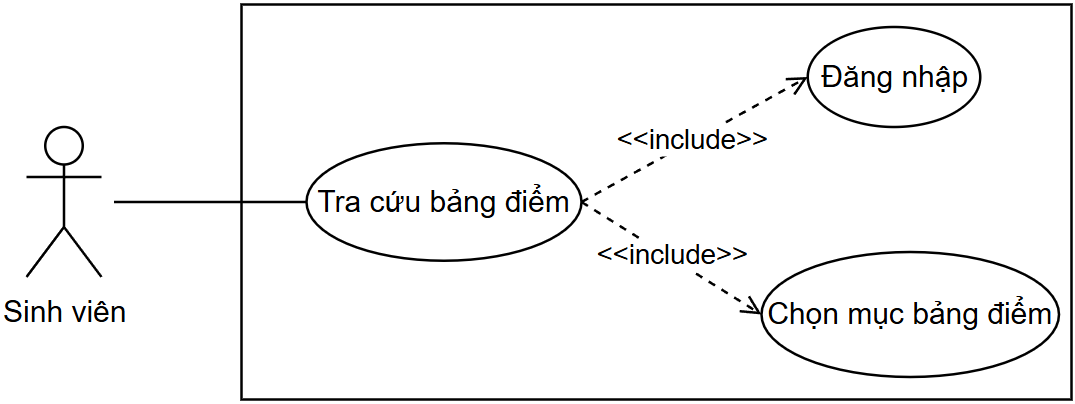 Đăng nhập
<<include>>
Tra cứu bảng điểm
<<include>>
Sinh viên
Chọn mục bảng điểm